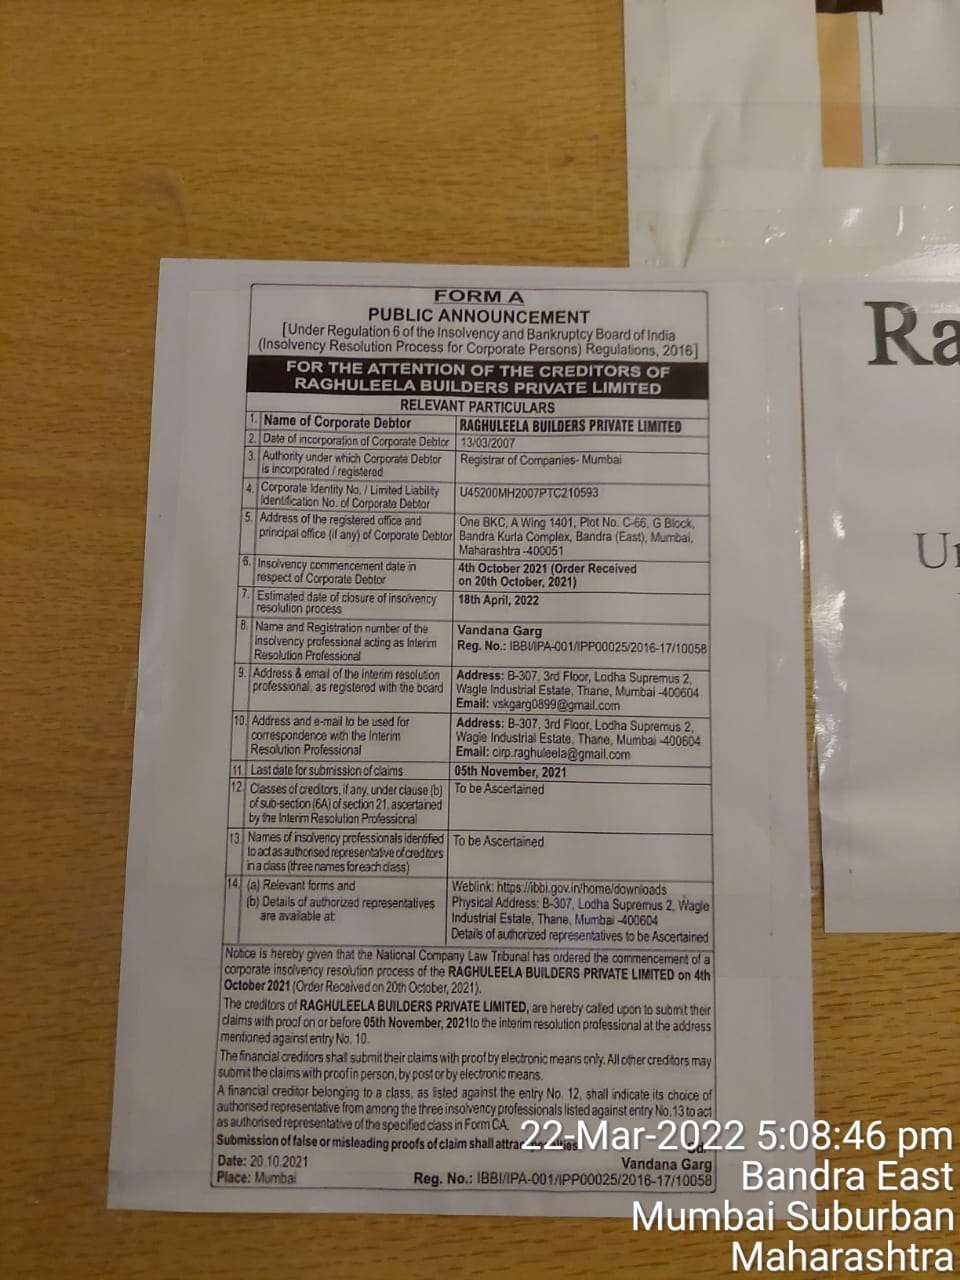 FORM A
PUBLIC ANNOUNCEMENT
[Under Regulation 6 of the Insolvency and Bankruptcy Board of India
(Insolvency Resolution Process for Corporate Persons) Regulations, 2016]
FOR THE ATTENTION OF THE CREDITORS OF
RAGHULEELA BUILDERS PRIVATE LIMITED
RELEVANT PARTICULARS
1. Name of Corporate Debtor RAGHULEELA BUILDERS PRIVATE LIMITED
2. Date of incorporation of Corporate Debtor 13/03/2007
3. Authority under which Corporate Debtor Registrar of Companies- Mumbai
is incorporated / registered
4. Corporate Identity No. / Limited Liability U45200MH2007PTC210593
Identification No. of Corporate Debtor
5. Address of the registered office and One BKC, A Wing 1401, Plot No. C-66, G Block,
principal office (if any) of Corporate Debtor Bandra Kurla Complex, Bandra (East), Mumbai,
Maharashtra -400051
6. Insolvency commencement date in 4th October 2021 (Order Received
respect of Corporate Debtor on 20th October, 2021)
7. Estimated date of closure of insolvency 18th April, 2022
resolution process
8. Name and Registration number of the Vandana Garg
insolvency professional acting as Interim Reg. No.: IBBI/IPA-001/IPP00025/2016-17/10058
Resolution Professional
9. Address & email of the interim resolution Address: B-307, 3rd Floor, Lodha Supremus 2,
professional, as registered with the board Wagle Industrial Estate, Thane, Mumbai -400604
Email: vskgarg0899@gmail.com
10. Address and e-mail to be used for Address: B-307, 3rd Floor, Lodha Supremus 2,
correspondence with the Interim Wagle Industrial Estate, Thane, Mumbai -400604
Resolution Professional Email: cirp.raghuleela@gmail.com
11. Last date for submission of claims 05th November, 2021
12. Classes of creditors, if any, under clause (b) To be Ascertained
of sub-section (6A) of section 21, ascertained
by the Interim Resolution Professional
13. Names of insolvency professionals identified To be Ascertained
to act as authorised representative of creditors
in a class (three names for each class)
14. (a) Relevant forms and Weblink: https://ibbi.gov.in/home/downloads
(b) Details of authorized representatives Physical Address: B-307, Lodha Supremus 2, Wagle
are available at: Industrial Estate, Thane, Mumbai -400604
Details of authorized representatives to be Ascertained
Notice is hereby given that the National Company Law Tribunal has ordered the commencement of a
corporate insolvency resolution process of the RAGHULEELA BUILDERS PRIVATE LIMITED on 4th
October 2021 (Order Received on 20th October, 2021).
The creditors of RAGHULEELA BUILDERS PRIVATE LIMITED, are hereby called upon to submit their
claims with proof on or before 05th November, 2021to the interim resolution professional at the address
mentioned against entry No. 10.
The financial creditors shall submit their claims with proof by electronic means only. All other creditors may
submit the claims with proof in person, by post or by electronic means.
A financial creditor belonging to a class, as listed against the entry No. 12, shall indicate its choice of
authorised representative from among the three insolvency professionals listed against entry No.13 to act
as authorised representative of the specified class in Form CA.
Submission of false or misleading proofs of claim shall attract penalties.
Sd.
Date: 20.10.2021 Vandana Garg
Place: Mumbai Reg. No.: IBBI/IPA-001/IPP00025/2016-17/10058
Ra
Un
22-Mar-2022 5:08:46 pm
Bandra East
Mumbai Suburban
Maharashtra